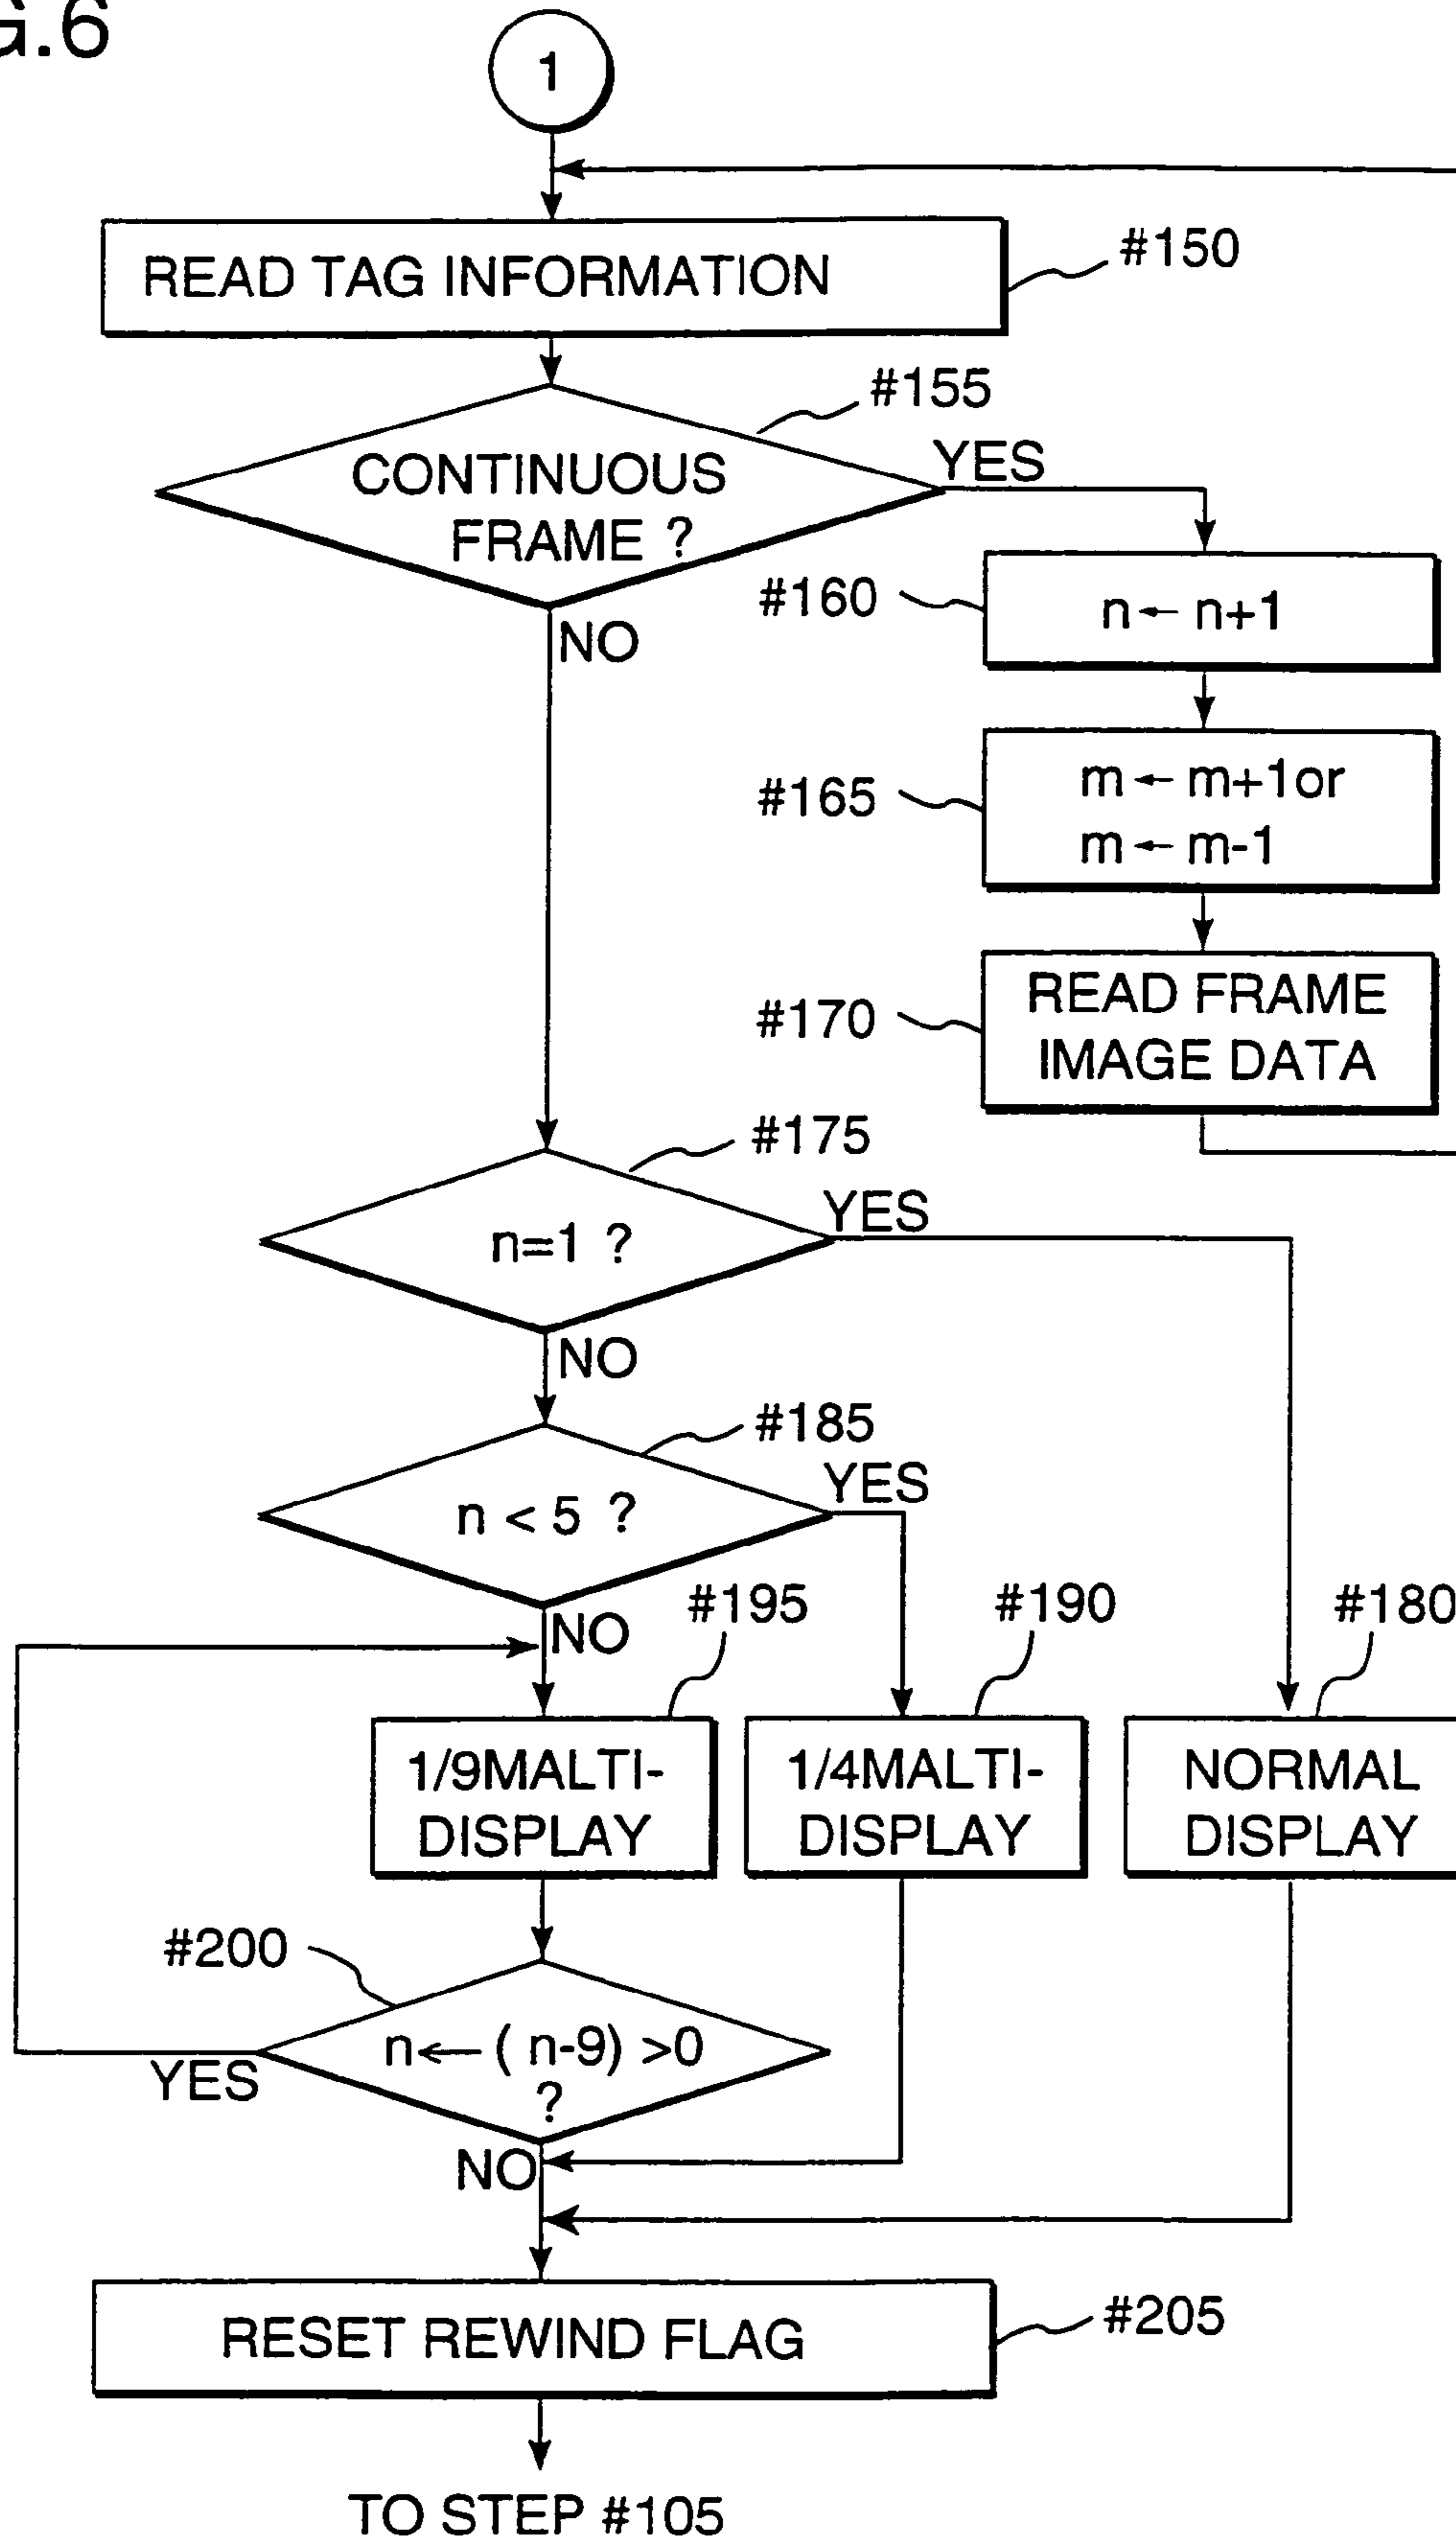 G.6
1
READ TAG INFORMATION
#150
CONTINUOUS
FRAME ?
#155
YES
NO
#160
n ← n+1
#165
m ← m+1or
m ← m-1
#170
READ FRAME
IMAGE DATA
#175
n=1 ?
YES
NO
#185
n < 5 ?
YES
NO
#195
#190
#180
1/9MALTI-
DISPLAY
1/4MALTI-
DISPLAY
NORMAL
DISPLAY
#200
n← ( n-9) >0
?
YES
NO
RESET REWIND FLAG
#205
TO STEP #105